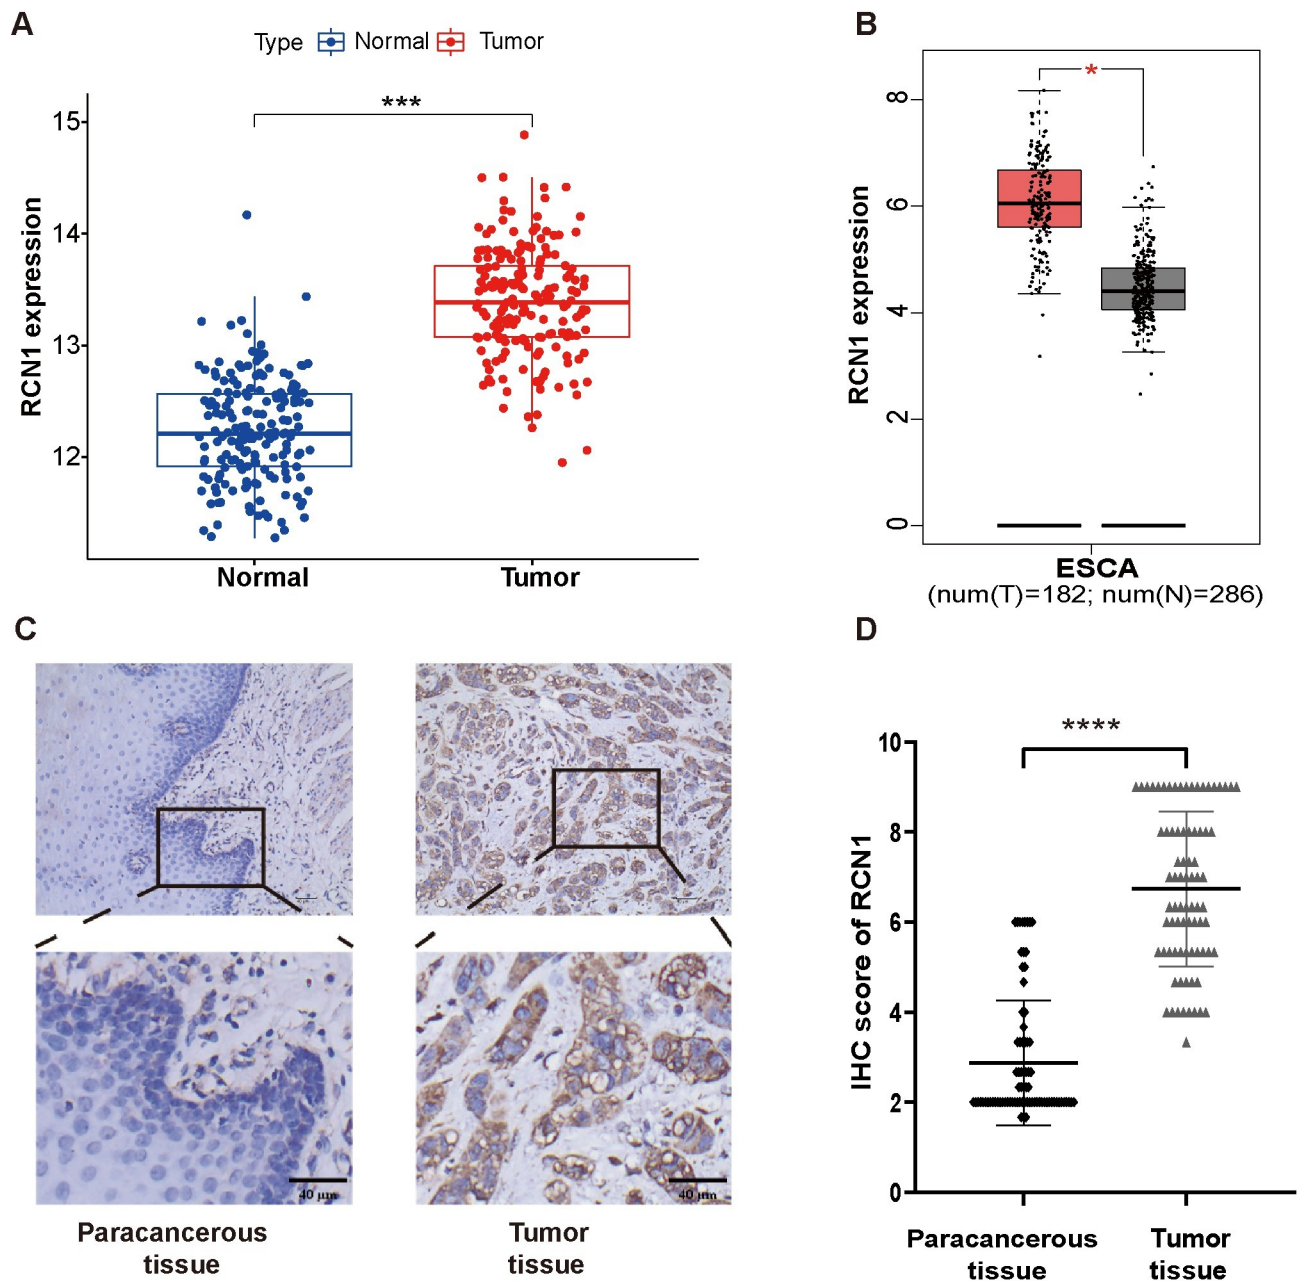 A
Type Normal Tumor
***
RCN1 expression
15
14
13
12
Normal Tumor
B
*
RCN1 expression
8
6
4
2
0
ESCA
(num(T)=182; num(N)=286)
C
40 μm
40 μm
Paracancerous
tissue
Tumor
tissue
D
****
IHC score of RCN1
10
8
6
4
2
0
Paracancerous
tissue
Tumor
tissue